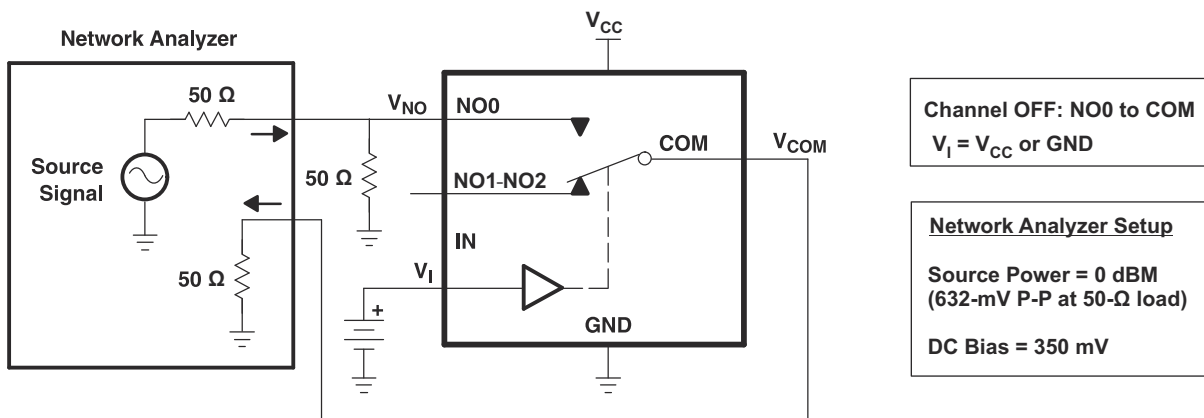 V_CC
Network Analyzer
50 Ω
V_NO
NO0
Channel OFF: NO0 to COM
V_I = V_CC or GND
COM
V_COM
Source
Signal
50 Ω
NO1-NO2
Network Analyzer Setup
IN
50 Ω
V_I
Source Power = 0 dBM
(632-mV P-P at 50-Ω load)
+
GND
DC Bias = 350 mV